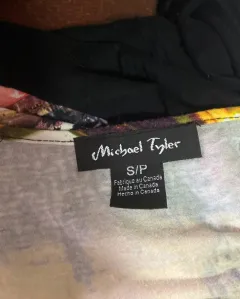 Michael Tyler
S/P
Fabriqué au Canada
Made in Canada
Hecho in Canada